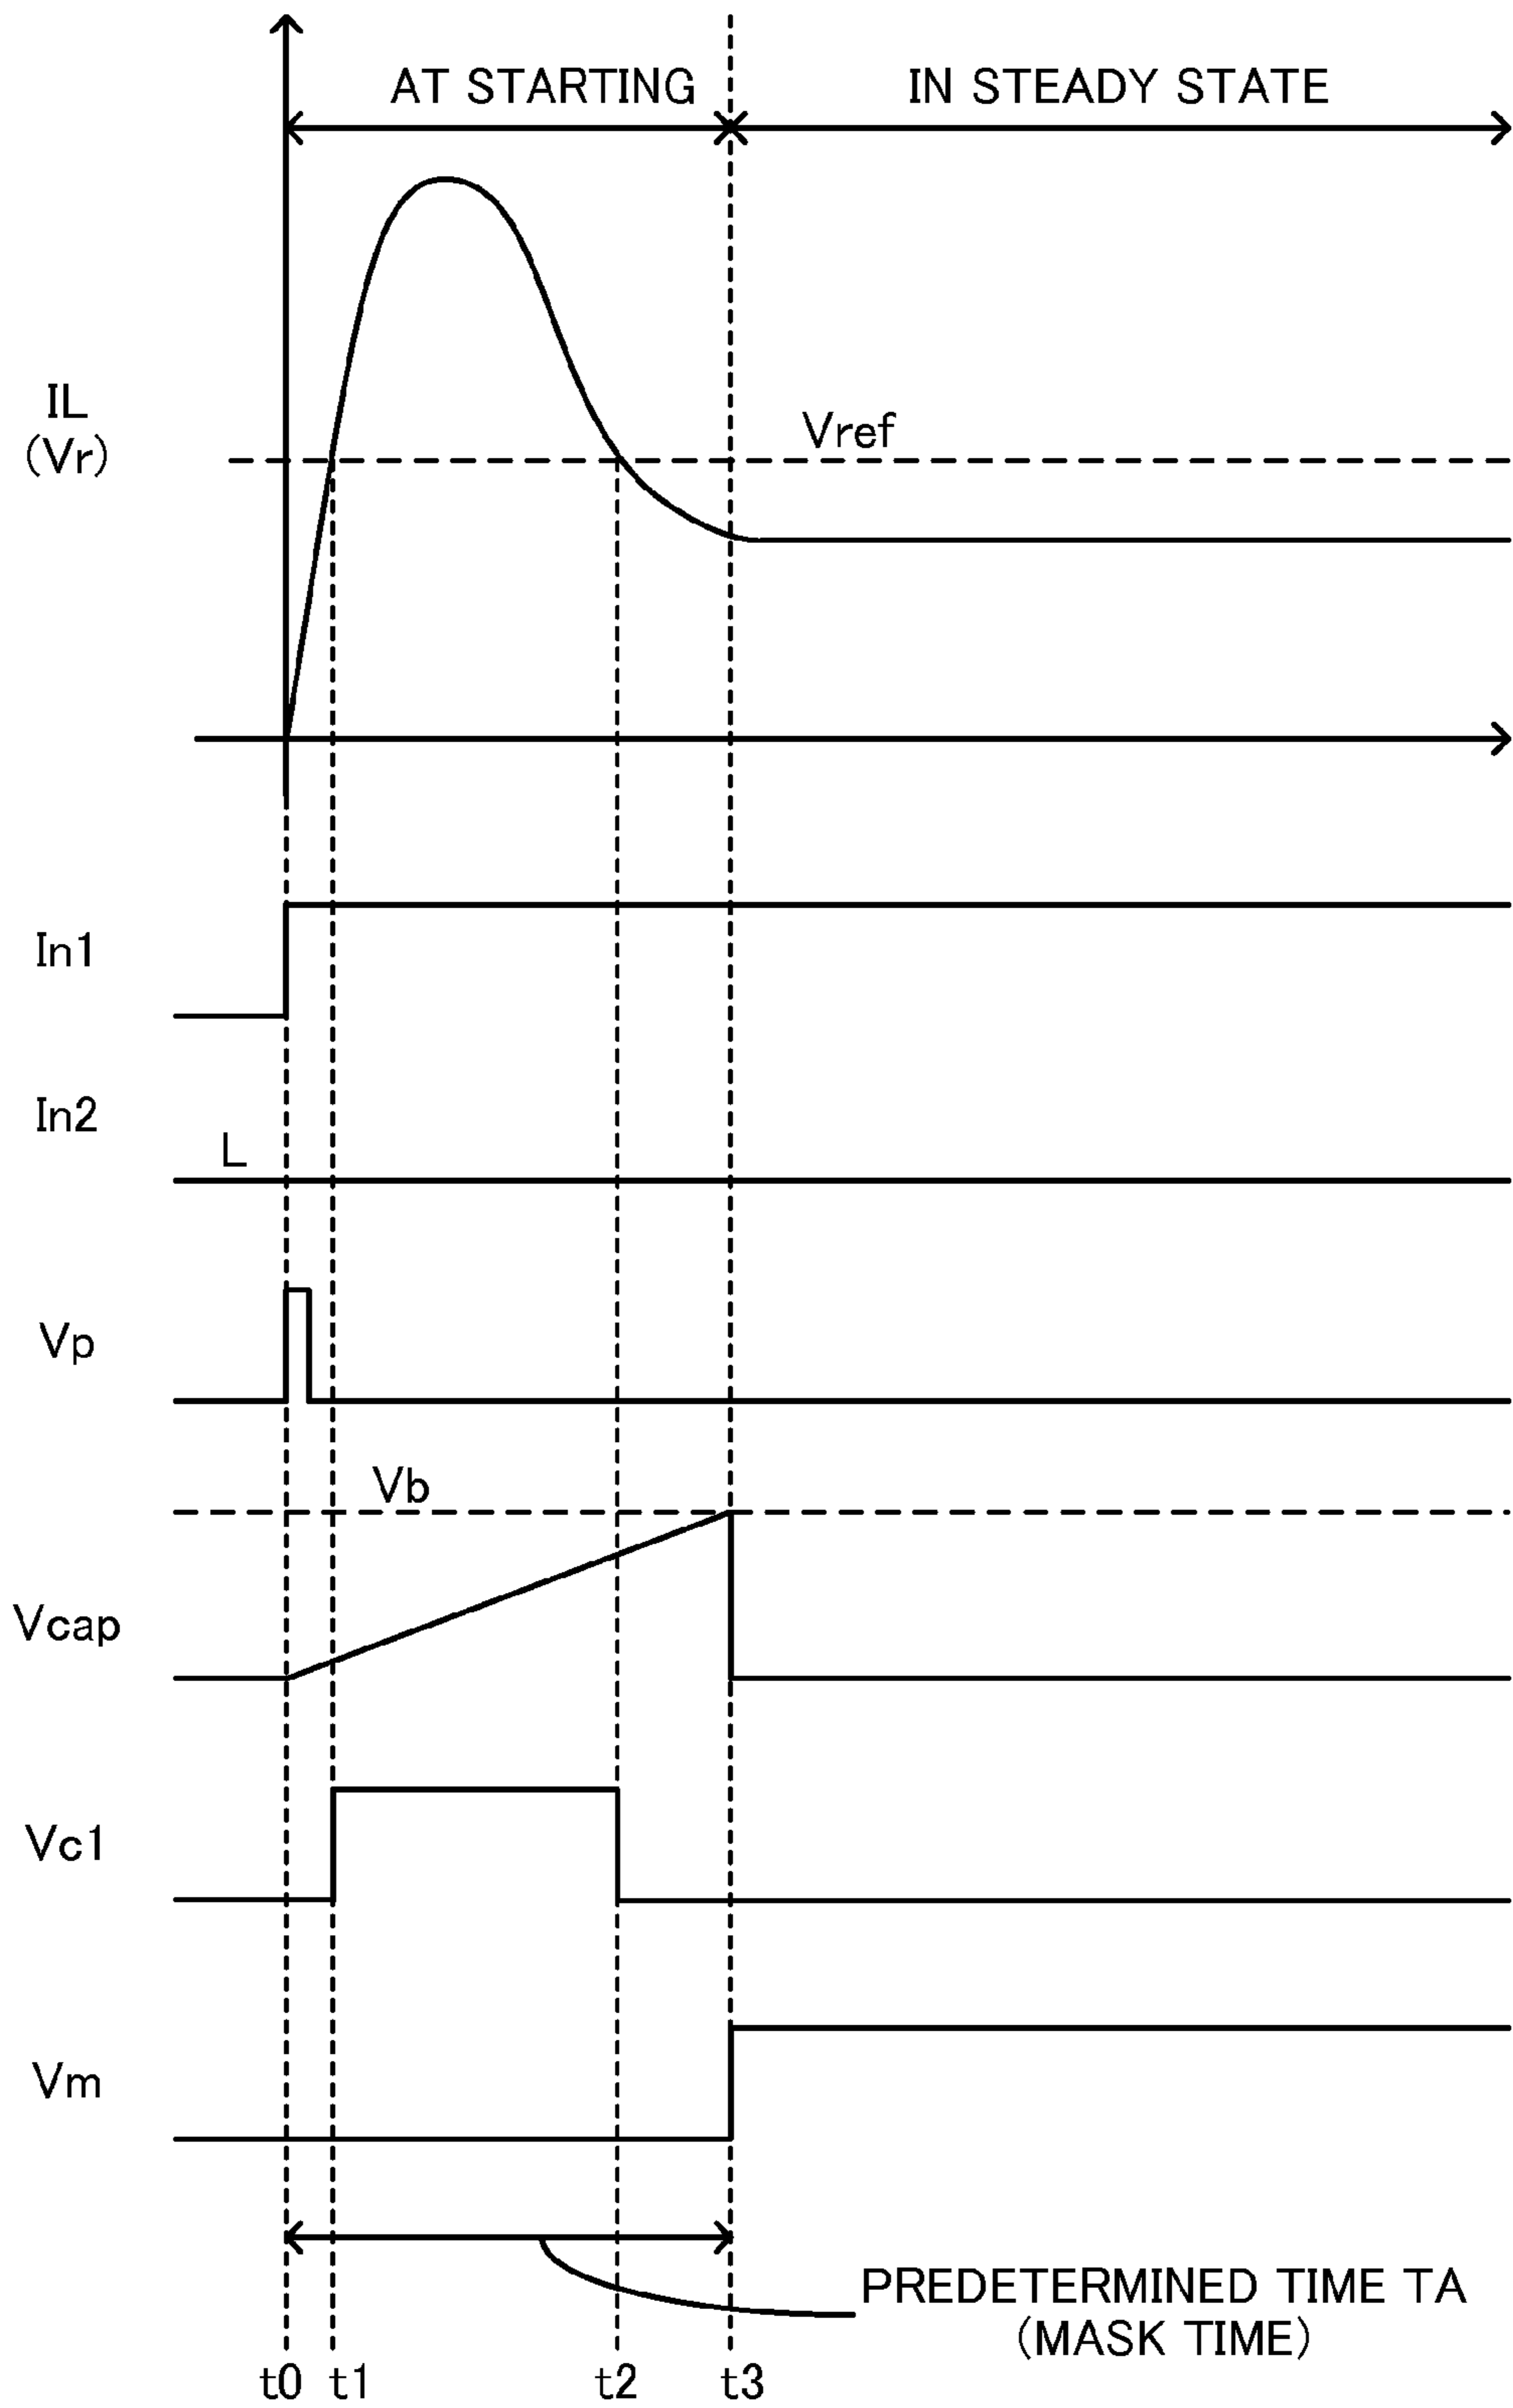 AT STARTING
IN STEADY STATE
IL
(Vr)
Vref
In1
In2
L
Vp
Vb
Vcap
Vc1
Vm
PREDETERMINED TIME TA
(MASK TIME)
t0 t1 t2 t3